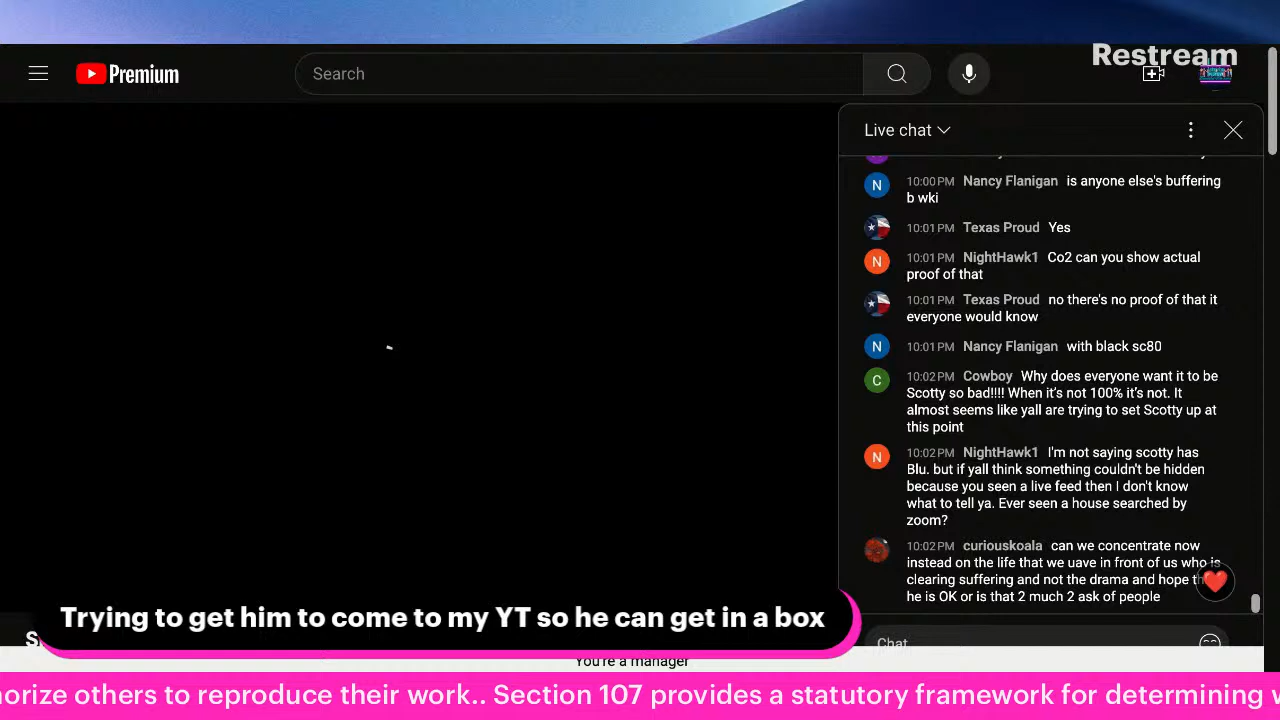 Restream
Premium
Search
Live chat
10:00 PM Nancy Flanigan is anyone else's buffering
b wki
10:01 PM Texas Proud Yes
10:01 PM NightHawk1 Co2 can you show actual
proof of that
10:01 PM Texas Proud no there's no proof of that it
everyone would know
10:01 PM Nancy Flanigan with black sc80
10:02 PM Cowboy Why does everyone want it to be
Scotty so bad!!!! When it's not 100% it's not. It
almost seems like yall are trying to set Scotty up at
this point
10:02 PM NightHawk1 I'm not saying scotty has
Blu. but if yall think something couldn't be hidden
because you seen a live feed then I don't know
what to tell ya. Ever seen a house searched by
zoom?
10:02 PM curiouskoala can we concentrate now
instead on the life that we uave in front of us who is
clearing suffering and not the drama and hope
he is OK or is that 2 much 2 ask of people
Chat
Trying to get him to come to my YT so he can get in a box
You're a manager
orize others to reproduce their work.. Section 107 provides a statutory framework for determining